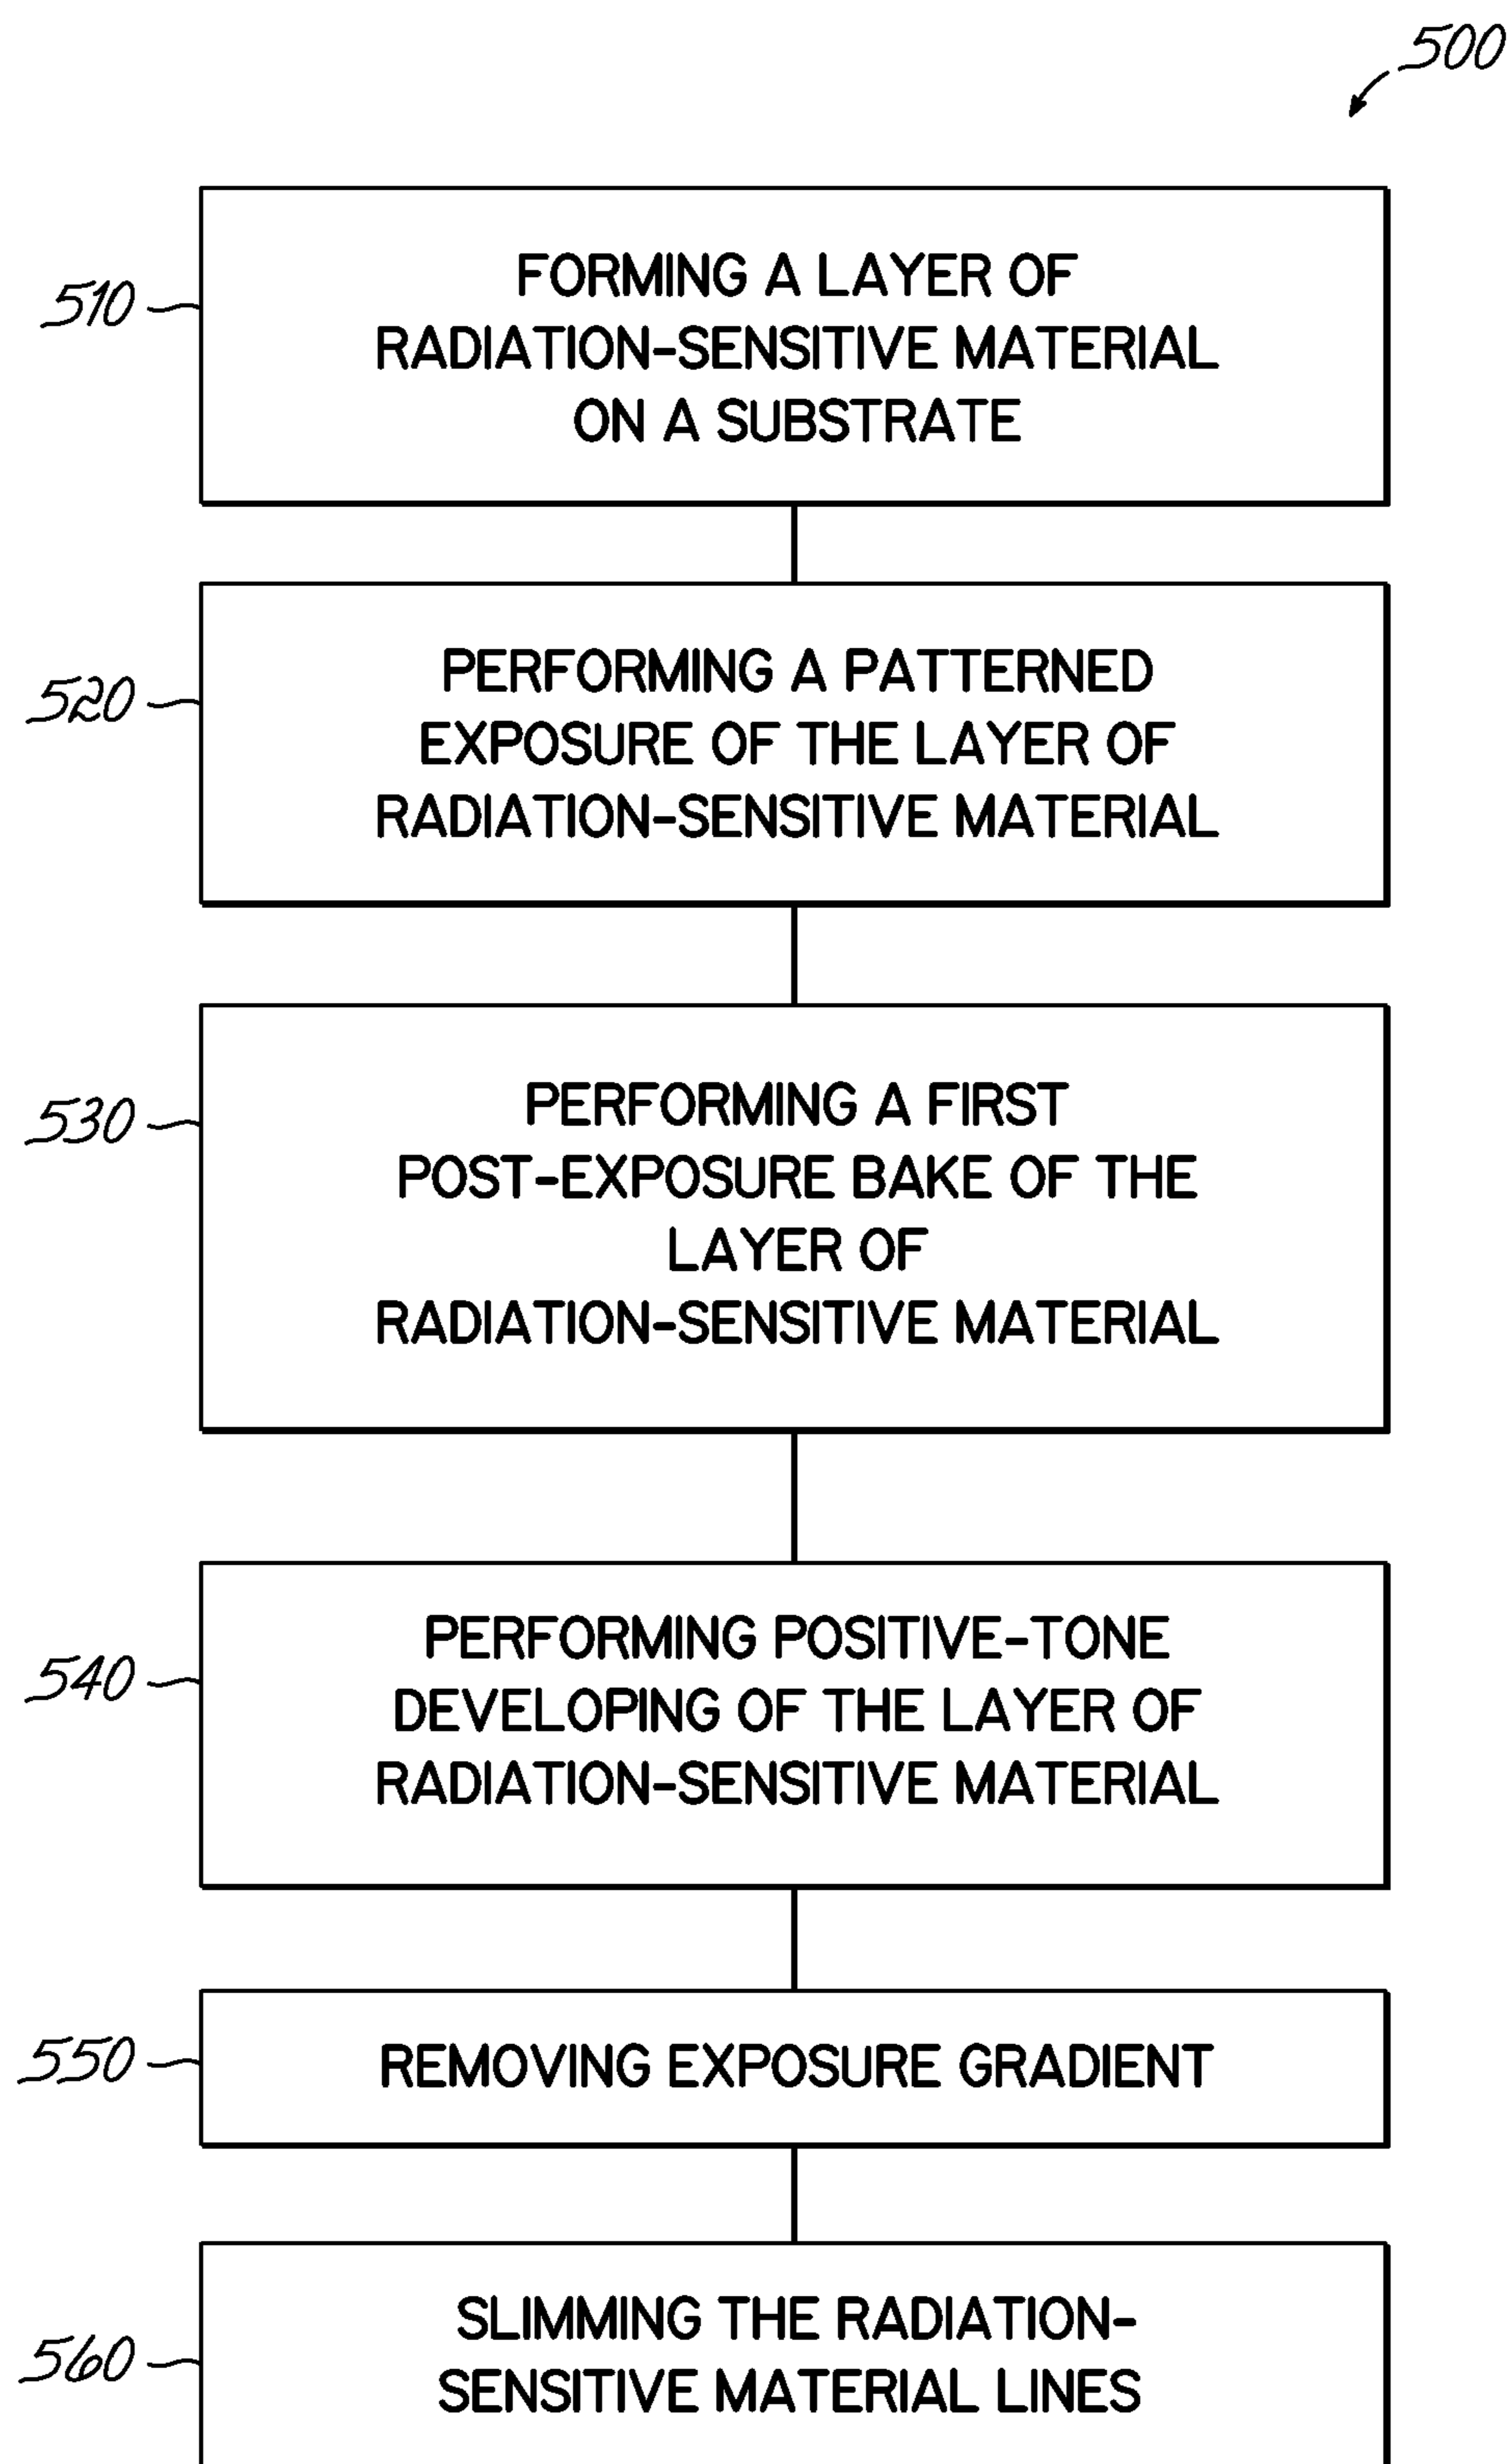 500
510
FORMING A LAYER OF
RADIATION-SENSITIVE MATERIAL
ON A SUBSTRATE
520
PERFORMING A PATTERNED
EXPOSURE OF THE LAYER OF
RADIATION-SENSITIVE MATERIAL
530
PERFORMING A FIRST
POST-EXPOSURE BAKE OF THE
LAYER OF
RADIATION-SENSITIVE MATERIAL
540
PERFORMING POSITIVE-TONE
DEVELOPING OF THE LAYER OF
RADIATION-SENSITIVE MATERIAL
550
REMOVING EXPOSURE GRADIENT
560
SLIMMING THE RADIATION-
SENSITIVE MATERIAL LINES